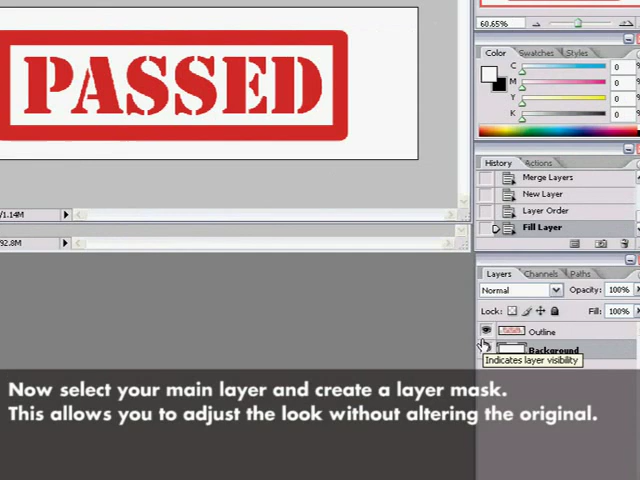 60.65%
Color Swatches Styles
PASSED
C 0
M 0
Y 0
K 0
History Actions
Merge Layers
New Layer
Layer Order
Fill Layer
/1.14M
92.8M
Layers Channels Paths
Normal Opacity: 100%
Lock: Fill: 100%
Outline
Background
Indicates layer visibility
Now select your main layer and create a layer mask.
This allows you to adjust the look without altering the original.